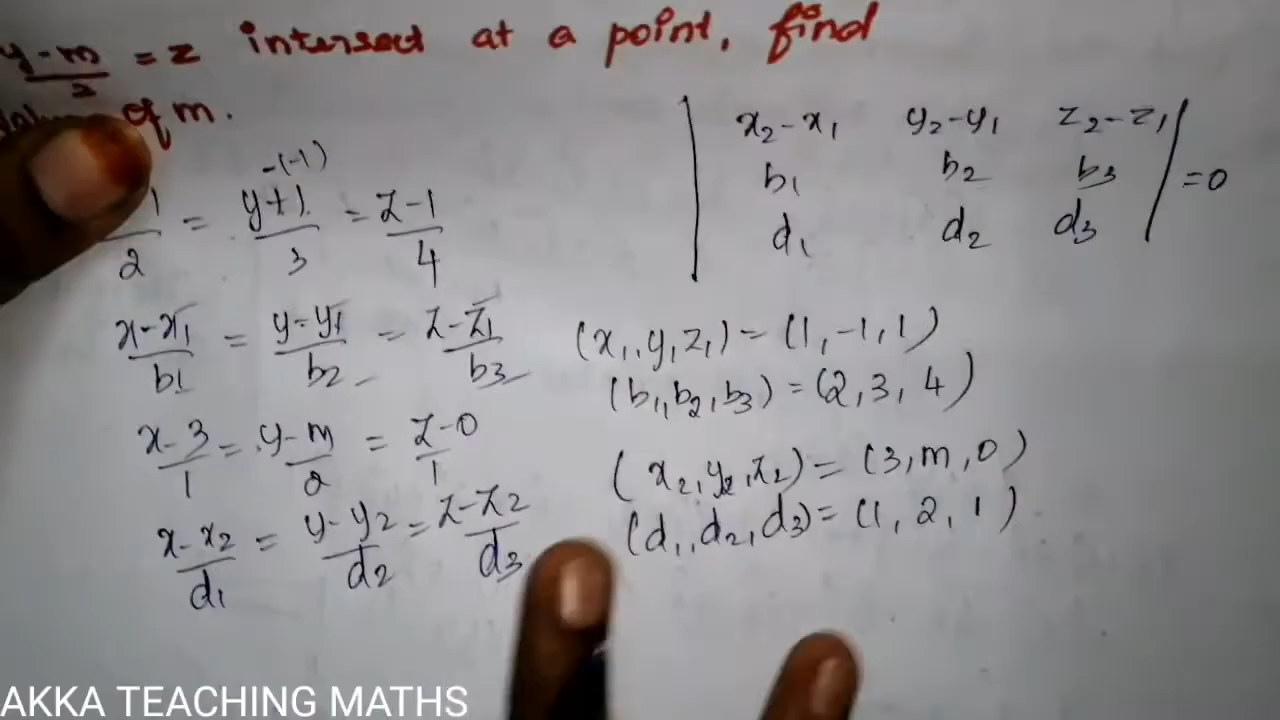 y-m/2 = z intersect at a point, find
of m.
-(-1)
1/2 = y+1/3 = z-1/4
x-x1/b1 = y-y1/b2 = z-z1/b3
x-3/1 = y-m/2 = z-0/1
x-x2/d1 = y-y2/d2 = z-z2/d3
| x2-x1 y2-y1 z2-z1 |
| b1 b2 b3 | =0
| d1 d2 d3 |
(x1,y,z1) = (1,-1,1)
(b1,b2,b3) = (2,3,4)
(x2,y2,z2) = (3,m,0)
(d1,d2,d3) = (1,2,1)
AKKA TEACHING MATHS